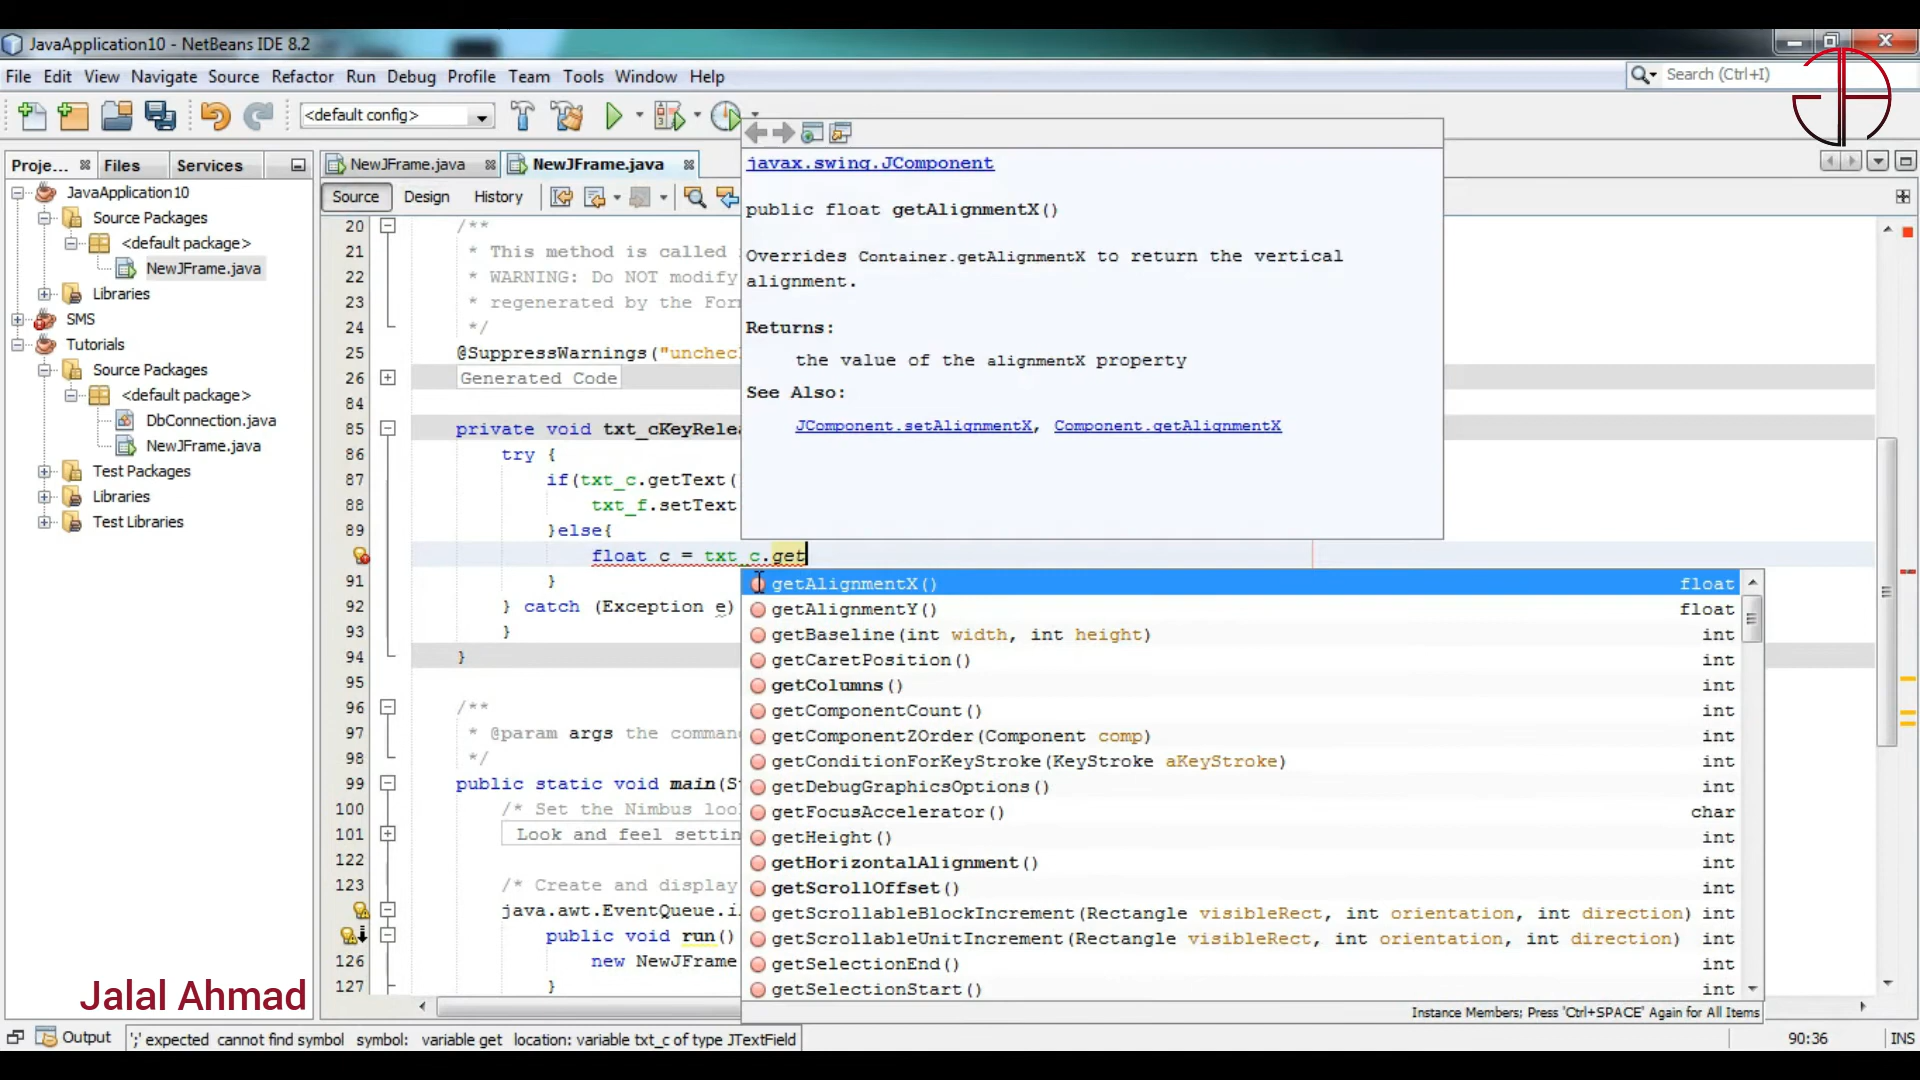 JavaApplication10 - NetBeans IDE 8.2
File Edit View Navigate Source Refactor Run Debug Profile Team Tools Window Help
Search (Ctrl+I)
<default config>
Proje... Files Services
NewJFrame.java NewJFrame.java
Source Design History
JavaApplication10
Source Packages
<default package>
NewJFrame.java
Libraries
SMS
Tutorials
Source Packages
<default package>
DbConnection.java
NewJFrame.java
Test Packages
Libraries
Test Libraries
20 /**
21 * This method is called
22 * WARNING: Do NOT modify
23 * regenerated by the For
24 */
25 @SuppressWarnings("unchec
26 Generated Code
84
85 private void txt_cKeyRelea
86 try {
87 if(txt_c.getText(
88 txt_f.setText
89 }else{
float c = txt_c.get
91 }
92 } catch (Exception e)
93 }
94 }
95
96 /**
97 * @param args the comman
98 */
99 public static void main(S
100 /* Set the Nimbus loo
101 Look and feel settin
122
123 /* Create and display
java.awt.EventQueue.i
public void run()
126 new NewJFrame
127 }
javax.swing.JComponent
public float getAlignmentX()
Overrides Container.getAlignmentX to return the vertical
alignment.
Returns:
the value of the alignmentX property
See Also:
JComponent.setAlignmentX, Component.getAlignmentX
getAlignmentX() float
getAlignmentY() float
getBaseline(int width, int height) int
getCaretPosition() int
getColumns() int
getComponentCount() int
getComponentZOrder(Component comp) int
getConditionForKeyStroke(KeyStroke aKeyStroke) int
getDebugGraphicsOptions() int
getFocusAccelerator() char
getHeight() int
getHorizontalAlignment() int
getScrollOffset() int
getScrollableBlockIncrement(Rectangle visibleRect, int orientation, int direction) int
getScrollableUnitIncrement(Rectangle visibleRect, int orientation, int direction) int
getSelectionEnd() int
getSelectionStart() int
Instance Members; Press 'Ctrl+SPACE' Again for All Items
Jalal Ahmad
Output
';' expected cannot find symbol symbol: variable get location: variable txt_c of type JTextField
90:36 INS